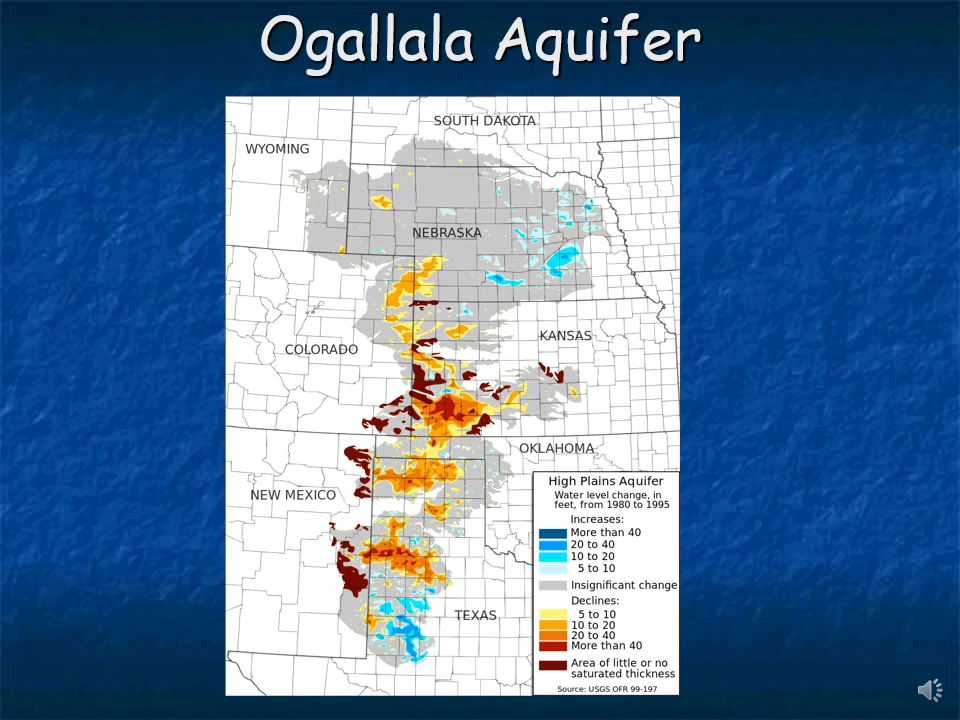 Ogallala Aquifer
SOUTH DAKOTA
WYOMING
NEBRASKA
KANSAS
COLORADO
OKLAHOMA
NEW MEXICO
TEXAS
High Plains Aquifer
Water level change, in
feet, from 1980 to 1995
Increases:
More than 40
20 to 40
10 to 20
5 to 10
Insignificant change
Declines:
5 to 10
10 to 20
20 to 40
More than 40
Area of little or no
saturated thickness
Source: USGS OFR 99-197